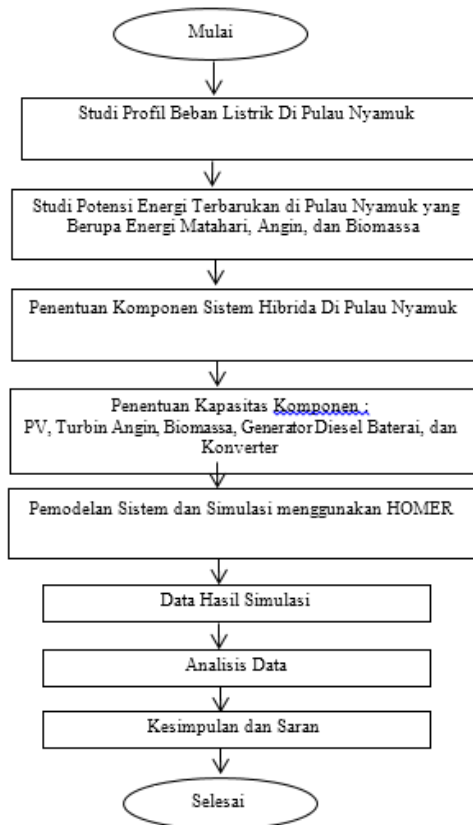 Mulai
Studi Profil Beban Listrik Di Pulau Nyamuk
Studi Potensi Energi Terbarukan di Pulau Nyamuk yang
Berupa Energi Matahari, Angin, dan Biomassa
Penentuan Komponen Sistem Hibrida Di Pulau Nyamuk
Penentuan Kapasitas Komponen :
PV, Turbin Angin, Biomassa, Generator Diesel Baterai, dan
Konverter
Pemodelan Sistem dan Simulasi menggunakan HOMER
Data Hasil Simulasi
Analisis Data
Kesimpulan dan Saran
Selesai